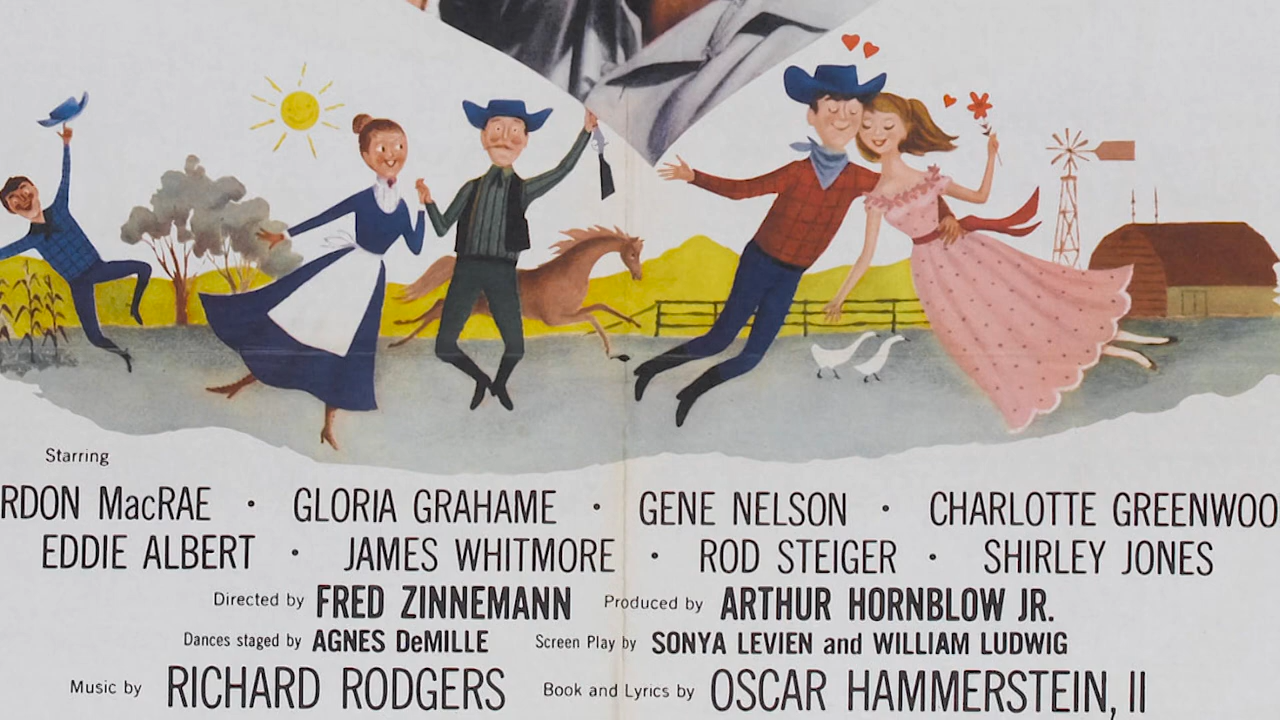 Starring
RDON MacRAE · GLORIA GRAHAME · GENE NELSON · CHARLOTTE GREENWOO
EDDIE ALBERT · JAMES WHITMORE · ROD STEIGER · SHIRLEY JONES
Directed by FRED ZINNEMANN Produced by ARTHUR HORNBLOW JR.
Dances staged by AGNES DeMILLE Screen Play by SONYA LEVIEN and WILLIAM LUDWIG
Music by RICHARD RODGERS Book and Lyrics by OSCAR HAMMERSTEIN, II